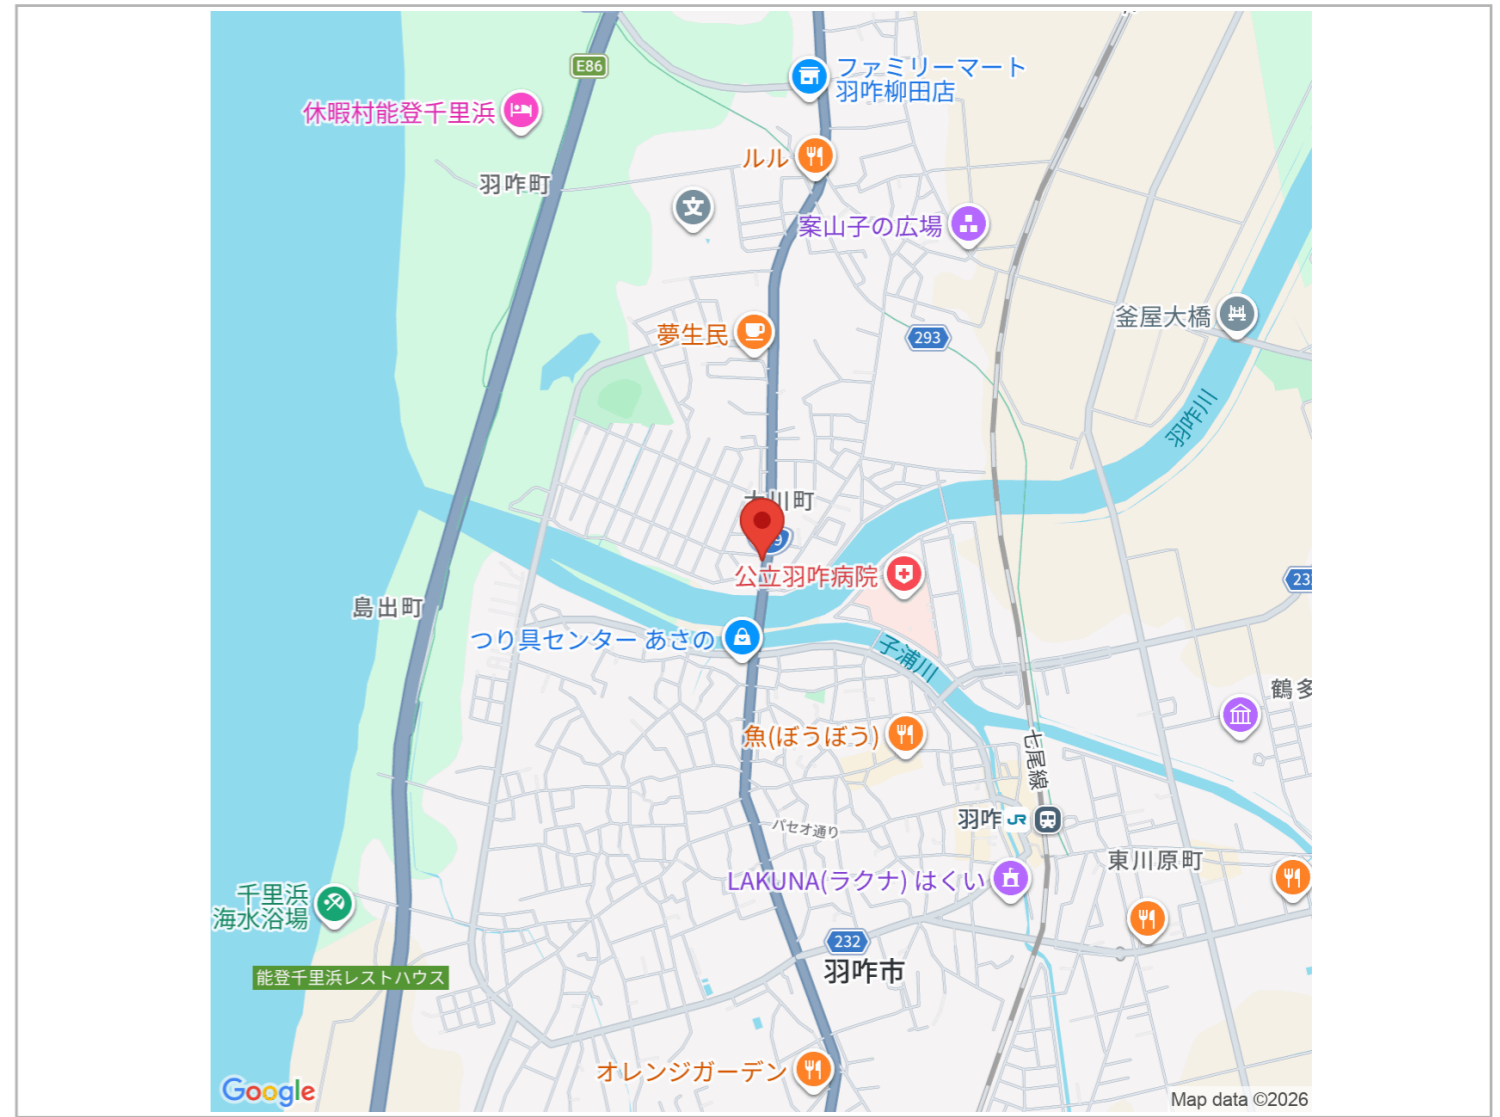 E86
ファミリーマート
羽咋柳田店
休暇村能登千里浜
ルル
羽咋町
文
案山子の広場
釜屋大橋
夢生民
293
羽咋川
川町
9
公立羽咋病院
23
島出町
つり具センター あさの
子浦川
鶴多
魚(ぼうぼう)
七尾線
羽咋 JR
パセオ通り
東川原町
LAKUNA(ラクナ) はくい
千里浜
海水浴場
232
羽咋市
能登千里浜レストハウス
オレンジガーデン
Google
Map data ©2026